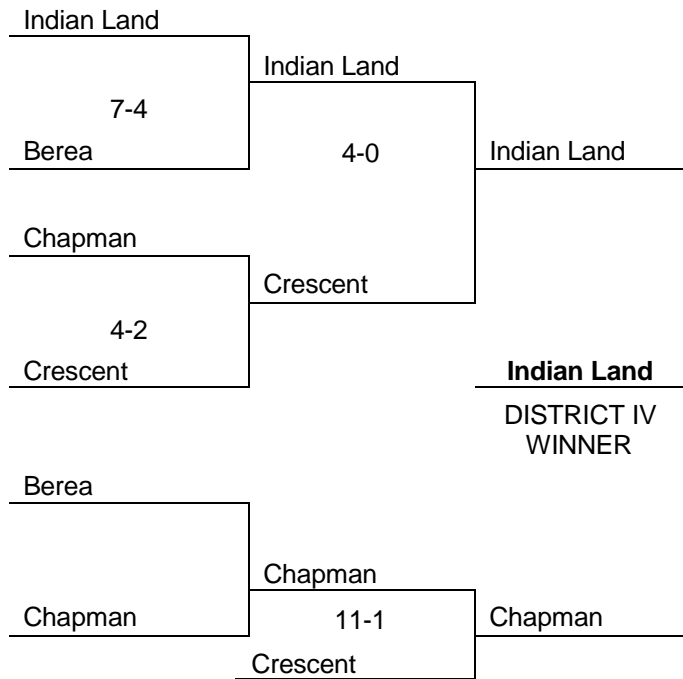 Indian Land
Indian Land
7-4
Berea
4-0
Indian Land
Chapman
Crescent
4-2
Crescent
Indian Land
DISTRICT IV
WINNER
Berea
Chapman
Chapman
11-1
Chapman
Crescent